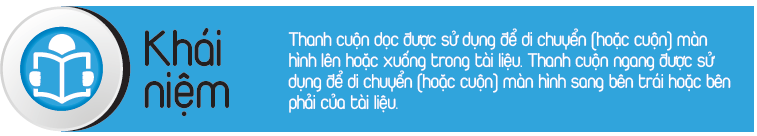 Khái
niệm
Thanh cuộn dọc được sử dụng để di chuyển (hoặc cuộn) màn
hình lên hoặc xuống trong tài liệu. Thanh cuộn ngang được sử
dụng để di chuyển (hoặc cuộn) màn hình sang bên trái hoặc bên
phải của tài liệu.